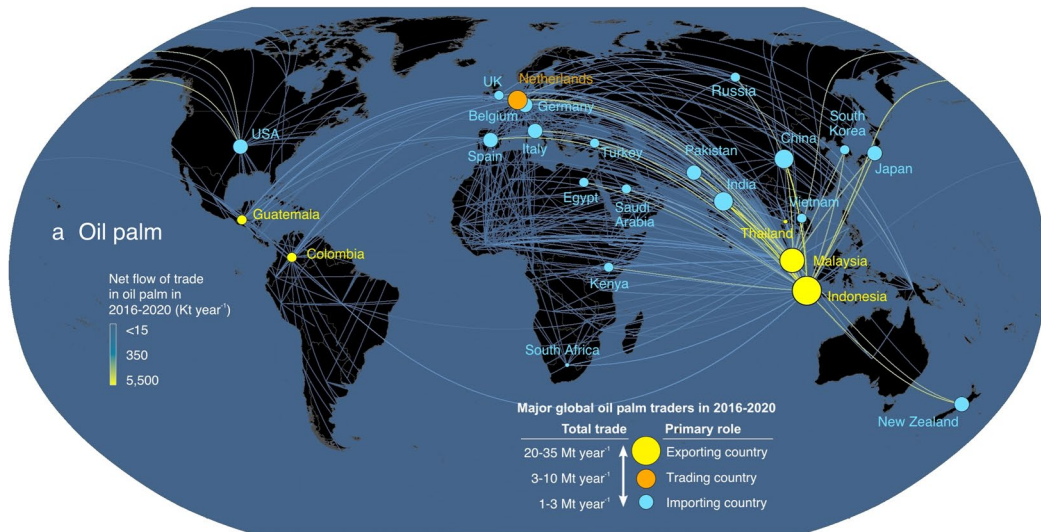 UK
Netherlands
Russia
Belgium
Germany
South
Korea
USA
China
Spain
Italy
Turkey
Pakistan
Japan
India
Egypt
Saudi
Arabia
Vietnam
Guatemala
Thailand
a Oil palm
Colombia
Malaysia
Net flow of trade
in oil palm in
2016-2020 (Kt year⁻¹)
Kenya
Indonesia
<15
350
5,500
South Africa
Major global oil palm traders in 2016-2020
Total trade Primary role
20-35 Mt year⁻¹ Exporting country
3-10 Mt year⁻¹ Trading country
1-3 Mt year⁻¹ Importing country
New Zealand